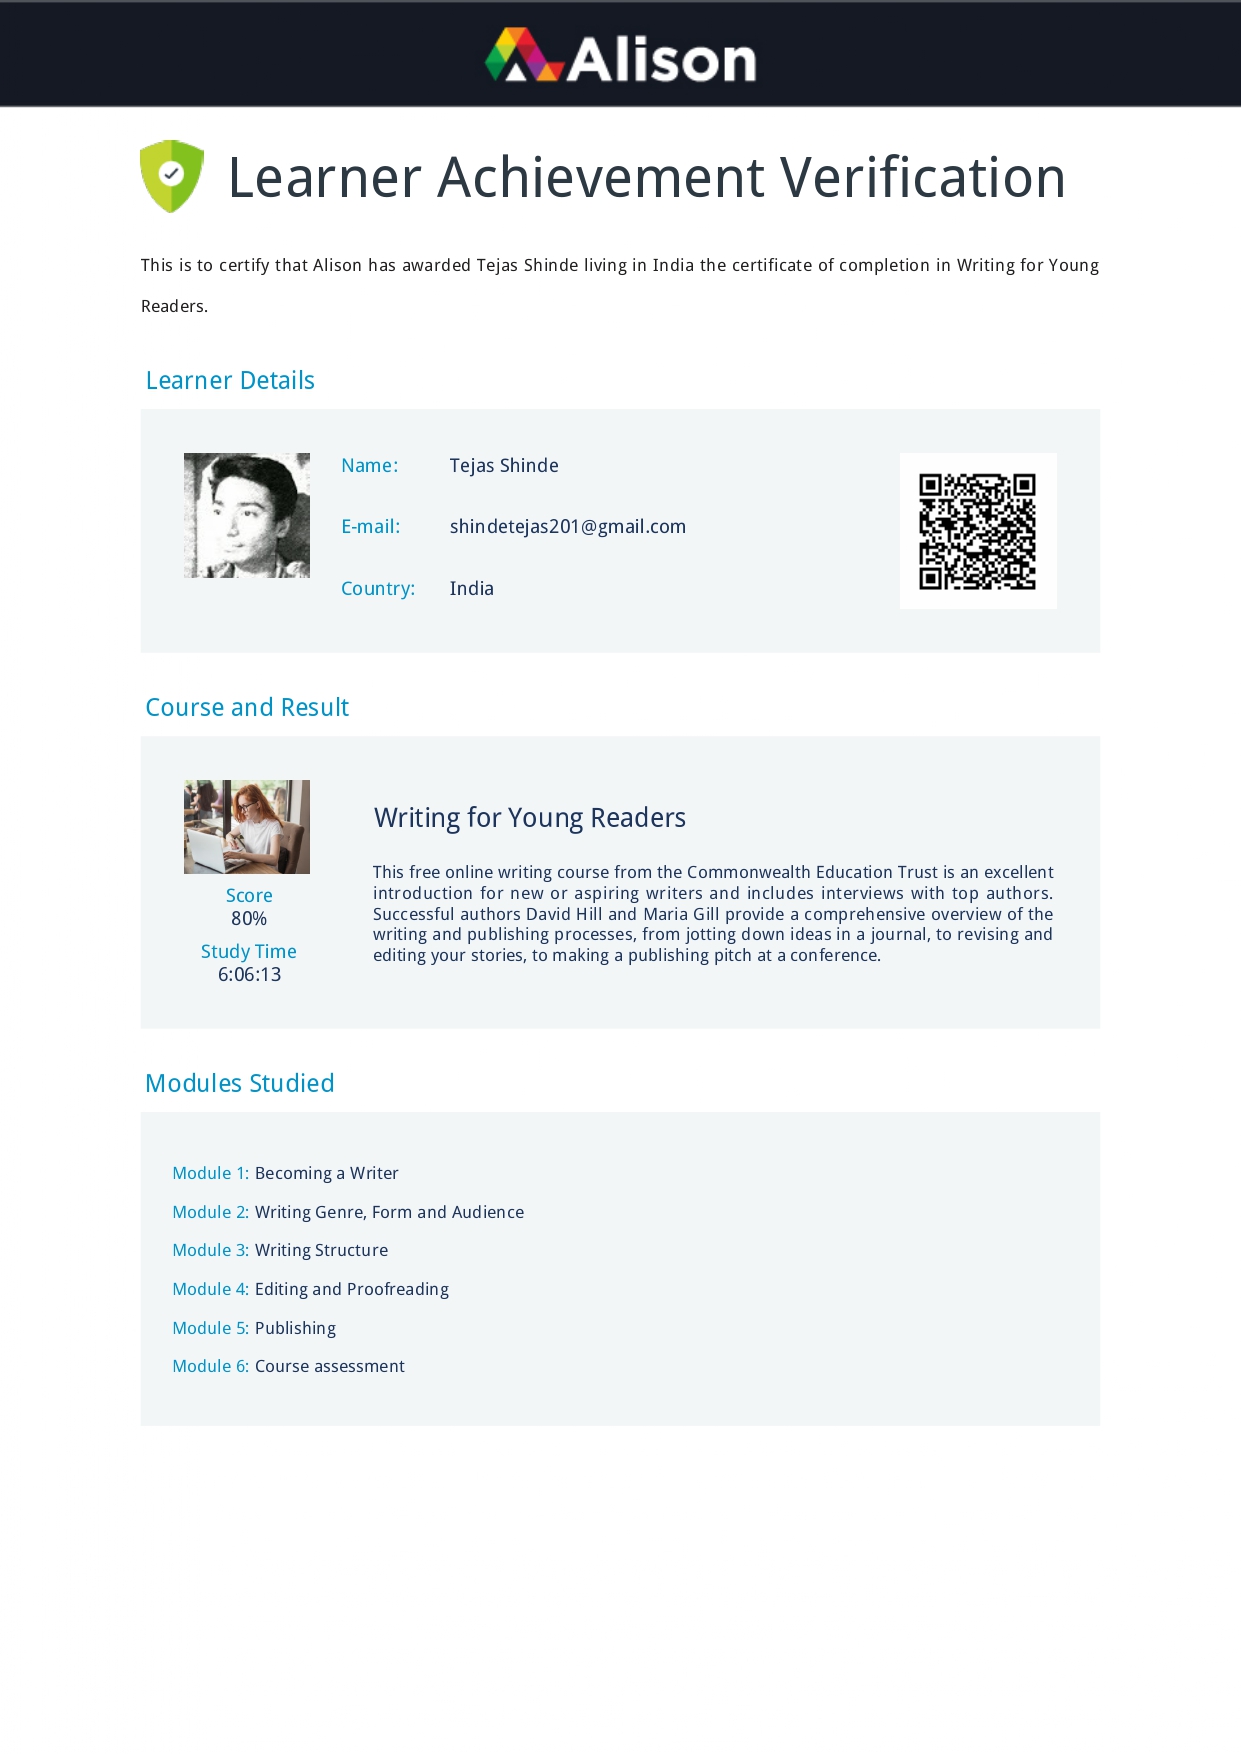 Alison
Learner Achievement Verification
This is to certify that Alison has awarded Tejas Shinde living in India the certificate of completion in Writing for Young
Readers.
Learner Details
Name: Tejas Shinde
E-mail: shindetejas201@gmail.com
Country: India
Course and Result
Writing for Young Readers
This free online writing course from the Commonwealth Education Trust is an excellent
introduction for new or aspiring writers and includes interviews with top authors.
Successful authors David Hill and Maria Gill provide a comprehensive overview of the
writing and publishing processes, from jotting down ideas in a journal, to revising and
editing your stories, to making a publishing pitch at a conference.
Score
80%
Study Time
6:06:13
Modules Studied
Module 1: Becoming a Writer
Module 2: Writing Genre, Form and Audience
Module 3: Writing Structure
Module 4: Editing and Proofreading
Module 5: Publishing
Module 6: Course assessment